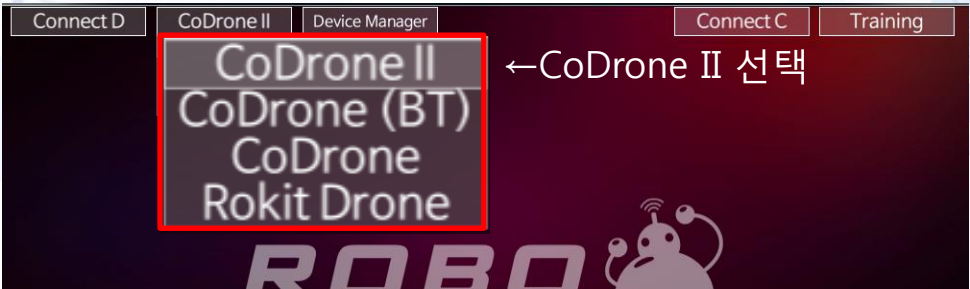 Connect D CoDrone II Device Manager Connect C Training
CoDrone II ←CoDrone II 선택
CoDrone (BT)
CoDrone
Rokit Drone
ROBO